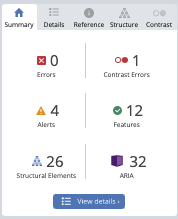 Summary Details Reference Structure Contrast
0 1
Errors Contrast Errors
4 12
Alerts Features
26 32
Structural Elements ARIA
View details ›